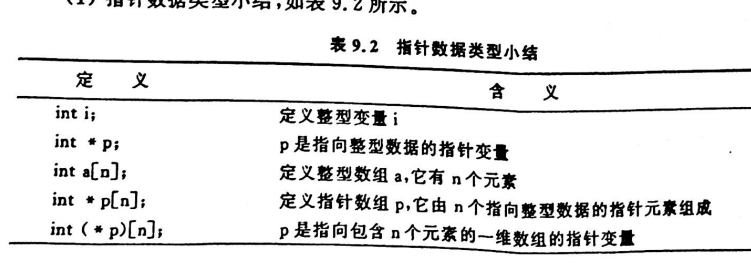 (1) 指针数据类型小结,如表 9.2 所示。
表 9.2 指针数据类型小结
定 义 含 义
int i; 定义整型变量 i
int * p; p 是指向整型数据的指针变量
int a[n]; 定义整型数组 a,它有 n 个元素
int * p[n]; 定义指针数组 p,它由 n 个指向整型数据的指针元素组成
int ( * p)[n]; p 是指向包含 n 个元素的一维数组的指针变量